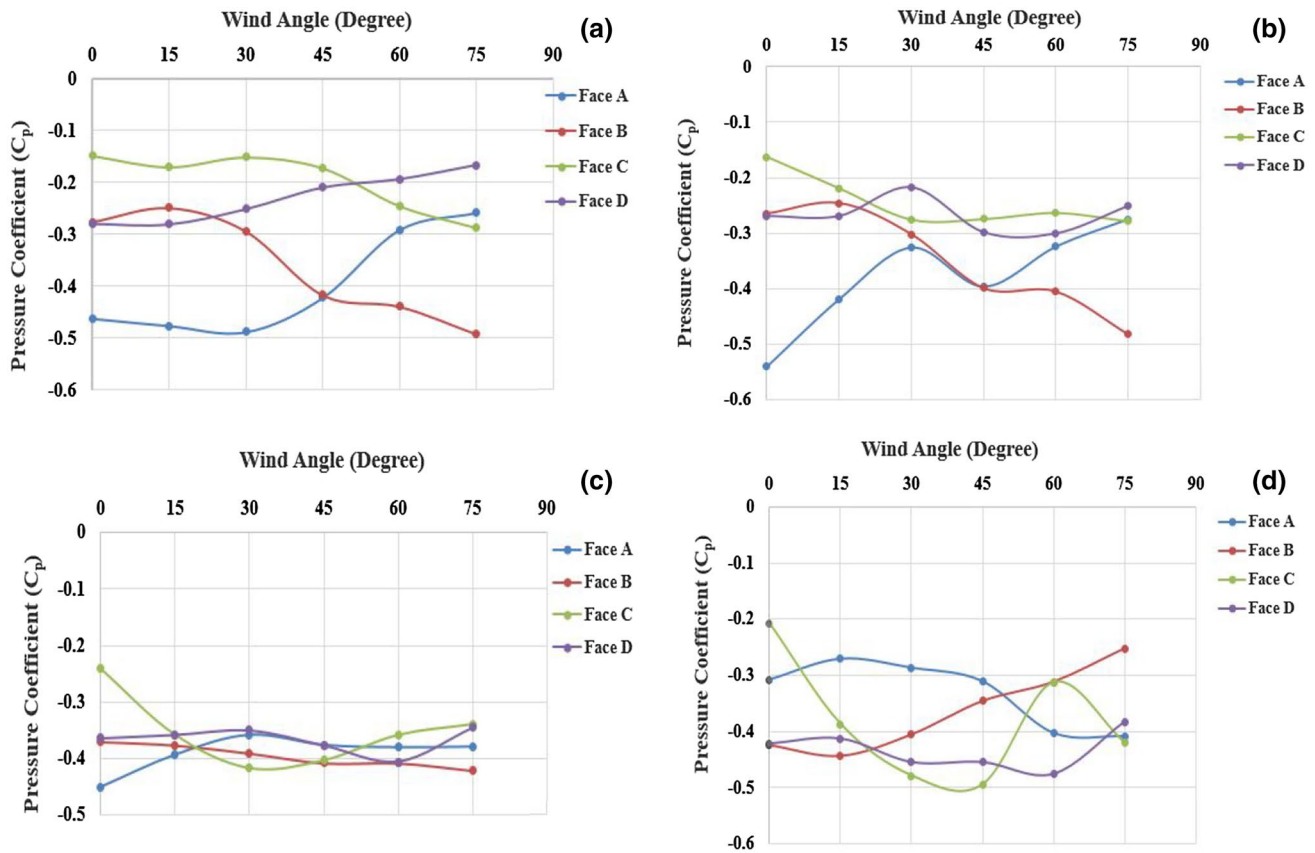 Wind Angle (Degree)
(a)
0 15 30 45 60 75 90
0
-0.1
-0.2
-0.3
-0.4
-0.5
-0.6
Pressure Coefficient (Cp)
Face A
Face B
Face C
Face D
Wind Angle (Degree)
(b)
0 15 30 45 60 75 90
0
-0.1
-0.2
-0.3
-0.4
-0.5
-0.6
Pressure Coefficient (Cp)
Face A
Face B
Face C
Face D
Wind Angle (Degree)
(c)
0 15 30 45 60 75 90
0
-0.1
-0.2
-0.3
-0.4
-0.5
Pressure Coefficient (Cp)
Face A
Face B
Face C
Face D
Wind Angle (Degree)
(d)
0 15 30 45 60 75 90
0
-0.1
-0.2
-0.3
-0.4
-0.5
-0.6
Pressure Coefficient (Cp)
Face A
Face B
Face C
Face D